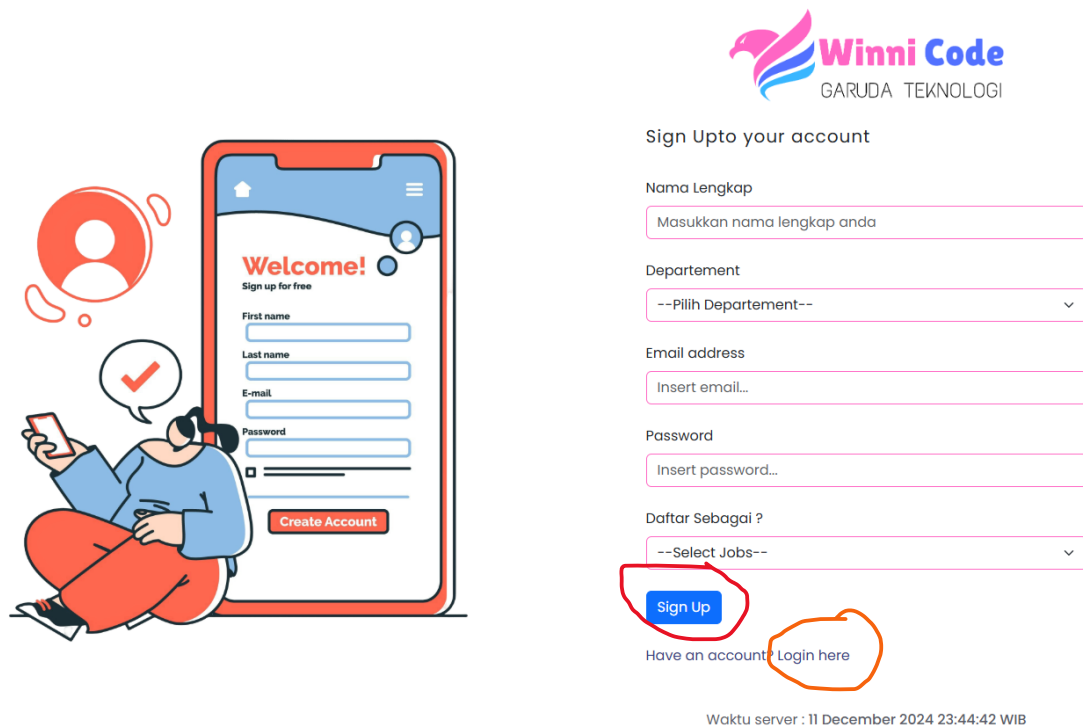 Winni Code
GARUDA TEKNOLOGI
Sign Upto your account
Nama Lengkap
Masukkan nama lengkap anda
Departement
--Pilih Departement--
Email address
Insert email...
Password
Insert password...
Daftar Sebagai ?
--Select Jobs--
Sign Up
Have an account? Login here
Waktu server : 11 December 2024 23:44:42 WIB
Welcome!
Sign up for free
First name
Last name
E-mail
Password
Create Account